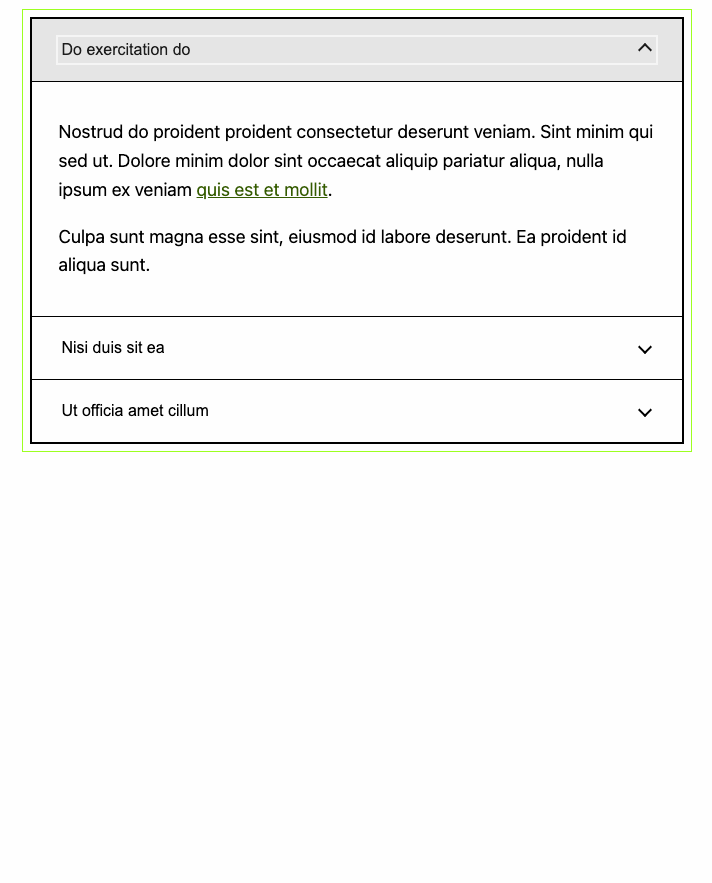 Do exercitation do
Nostrud do proident proident consectetur deserunt veniam. Sint minim qui
sed ut. Dolore minim dolor sint occaecat aliquip pariatur aliqua, nulla
ipsum ex veniam quis est et mollit.
Culpa sunt magna esse sint, eiusmod id labore deserunt. Ea proident id
aliqua sunt.
Nisi duis sit ea
Ut officia amet cillum